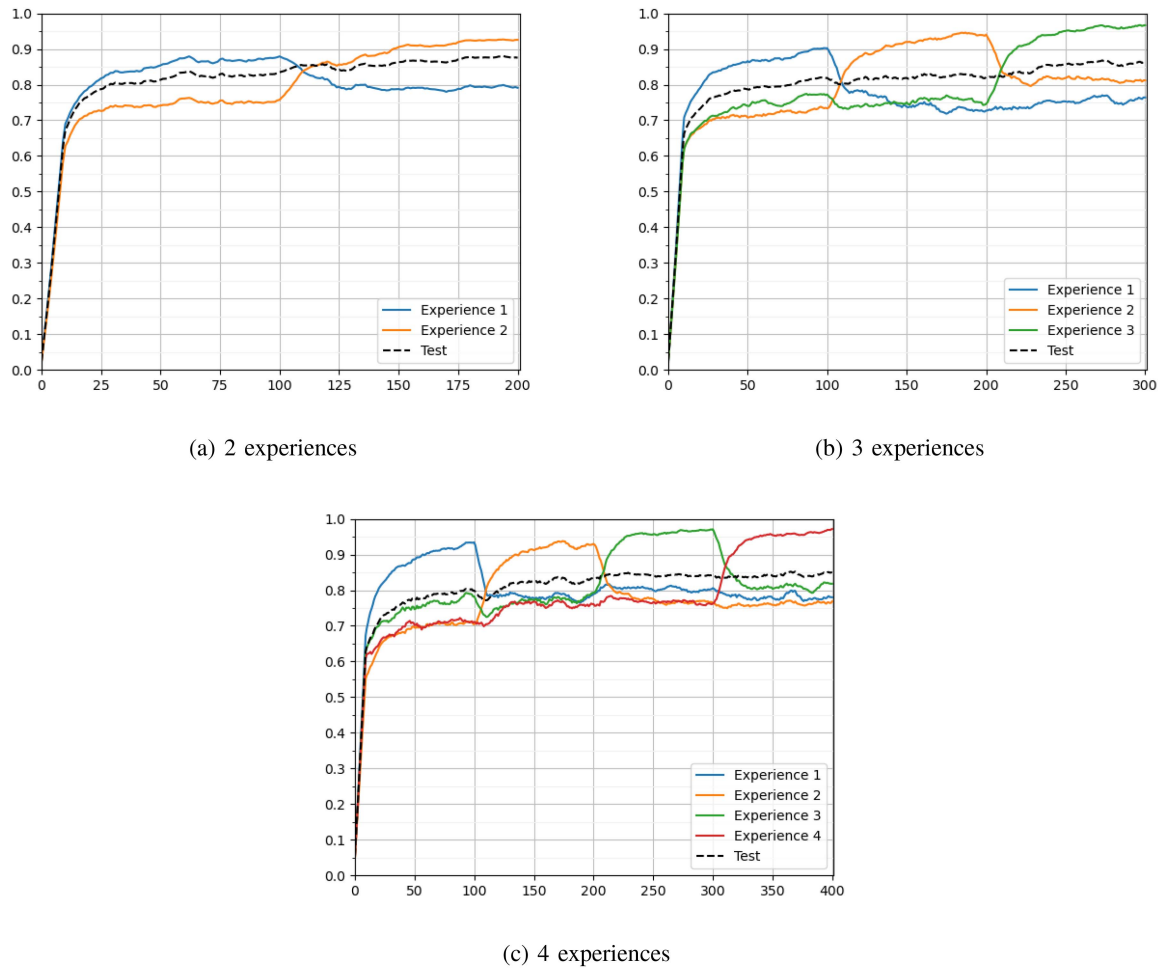 1.0
0.9
0.8
0.7
0.6
0.5
0.4
0.3
0.2
0.1
0.0
0 25 50 75 100 125 150 175 200
Experience 1
Experience 2
Test
(a) 2 experiences
1.0
0.9
0.8
0.7
0.6
0.5
0.4
0.3
0.2
0.1
0.0
0 50 100 150 200 250 300
Experience 1
Experience 2
Experience 3
Test
(b) 3 experiences
1.0
0.9
0.8
0.7
0.6
0.5
0.4
0.3
0.2
0.1
0.0
0 50 100 150 200 250 300 350 400
Experience 1
Experience 2
Experience 3
Experience 4
Test
(c) 4 experiences